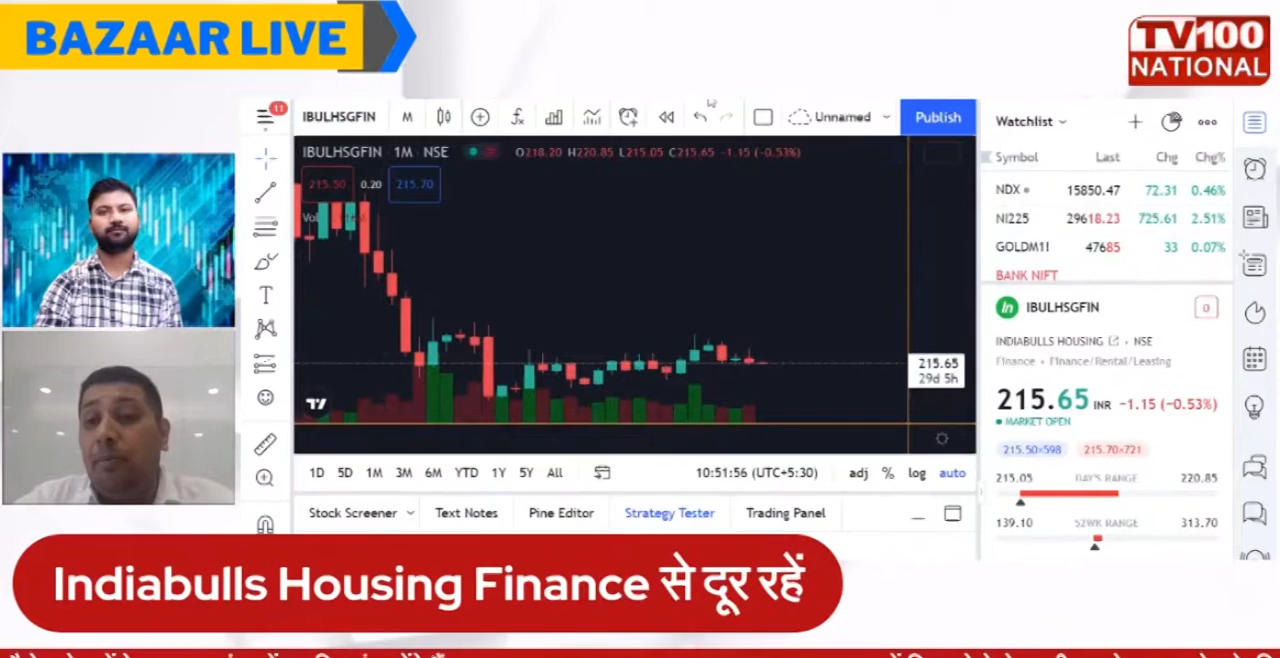 BAZAAR LIVE
TV100
NATIONAL
11
IBULHSGFIN M Unnamed Publish
IBULHSGFIN · 1M · NSE O218.20 H220.85 L215.05 C215.65 -1.15 (-0.53%)
215.50 0.20 215.70
Vol
215.65
29d 5h
1D 5D 1M 3M 6M YTD 1Y 5Y All 10:51:56 (UTC+5:30) adj % log auto
Stock Screener Text Notes Pine Editor Strategy Tester Trading Panel
Watchlist
Symbol Last Chg Chg%
NDX 15850.47 72.31 0.46%
NI225 29618.23 725.61 2.51%
GOLDM1! 47685 33 0.07%
BANK NIFT
IBULHSGFIN
INDIABULLS HOUSING · NSE
Finance · Finance/Rental/Leasing
215.65 INR -1.15 (-0.53%)
MARKET OPEN
215.50×598 215.70×721
215.05 DAY'S RANGE 220.85
139.10 52WK RANGE 313.70
Indiabulls Housing Finance से दूर रहें